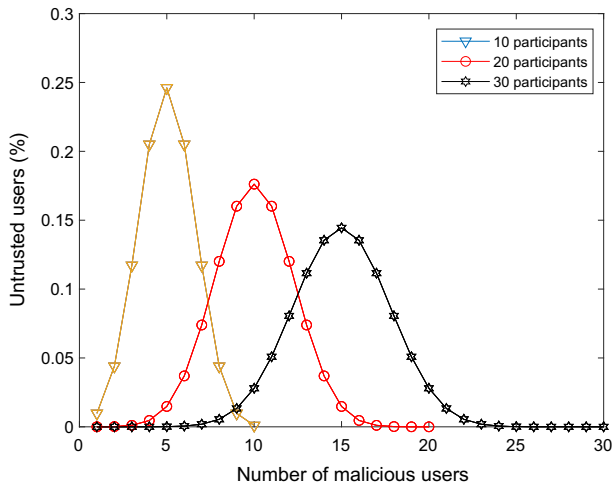 0.3
0.25
0.2
0.15
0.1
0.05
0
10 participants
20 participants
30 participants
Untrusted users (%)
0 5 10 15 20 25 30
Number of malicious users